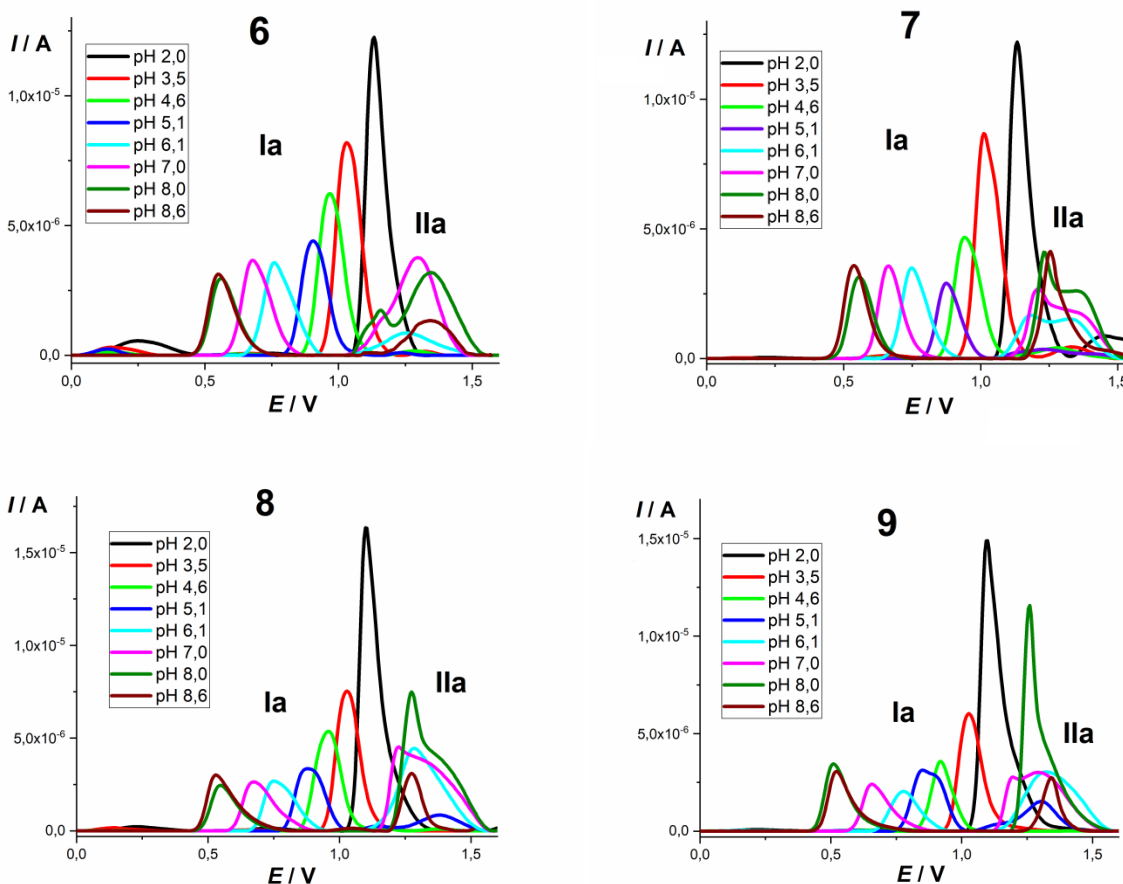 6
I / A
pH 2,0
pH 3,5
pH 4,6
pH 5,1
pH 6,1
pH 7,0
pH 8,0
pH 8,6
Ia
IIa
1,0x10⁻⁵
5,0x10⁻⁶
0,0
0,0 0,5 1,0 1,5
E / V
7
I / A
pH 2,0
pH 3,5
pH 4,6
pH 5,1
pH 6,1
pH 7,0
pH 8,0
pH 8,6
Ia
IIa
1,0x10⁻⁵
5,0x10⁻⁶
0,0
0,0 0,5 1,0 1,5
E / V
8
I / A
pH 2,0
pH 3,5
pH 4,6
pH 5,1
pH 6,1
pH 7,0
pH 8,0
pH 8,6
Ia
IIa
1,5x10⁻⁵
1,0x10⁻⁵
5,0x10⁻⁶
0,0
0,0 0,5 1,0 1,5
E / V
9
I / A
pH 2,0
pH 3,5
pH 4,6
pH 5,1
pH 6,1
pH 7,0
pH 8,0
pH 8,6
Ia
IIa
1,5x10⁻⁵
1,0x10⁻⁵
5,0x10⁻⁶
0,0
0,0 0,5 1,0 1,5
E / V